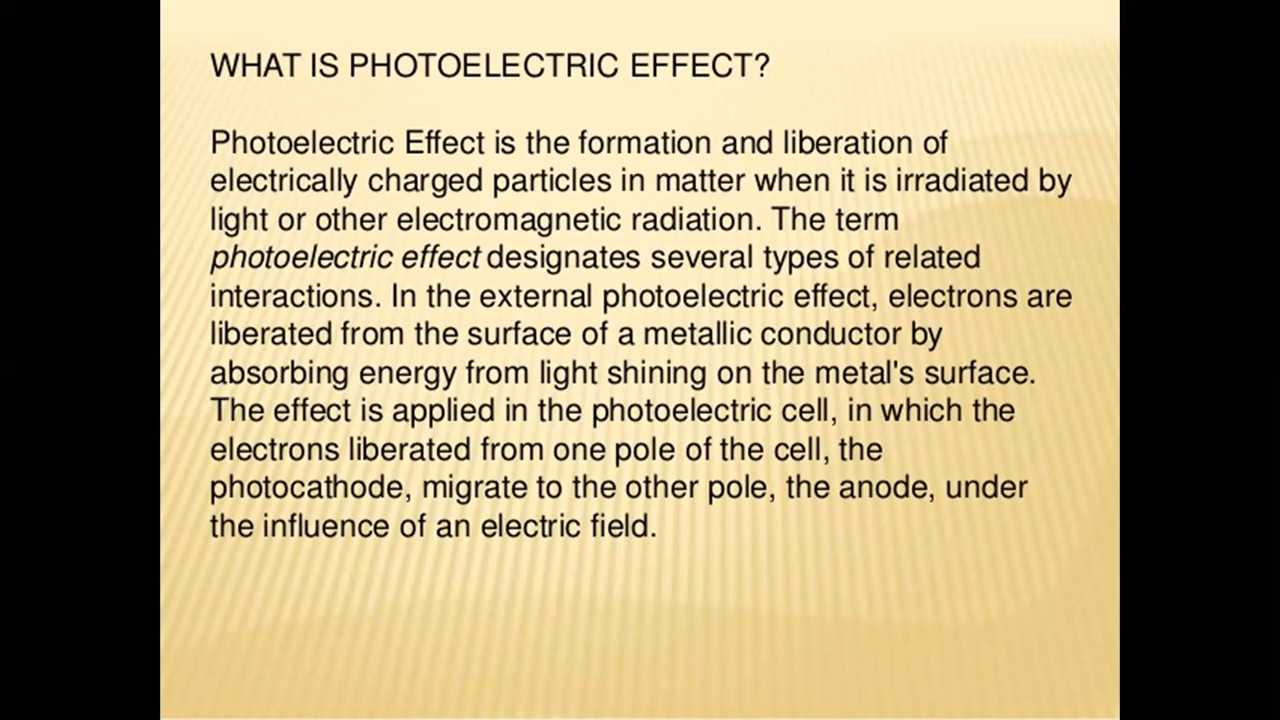 WHAT IS PHOTOELECTRIC EFFECT?
Photoelectric Effect is the formation and liberation of
electrically charged particles in matter when it is irradiated by
light or other electromagnetic radiation. The term
photoelectric effect designates several types of related
interactions. In the external photoelectric effect, electrons are
liberated from the surface of a metallic conductor by
absorbing energy from light shining on the metal's surface.
The effect is applied in the photoelectric cell, in which the
electrons liberated from one pole of the cell, the
photocathode, migrate to the other pole, the anode, under
the influence of an electric field.